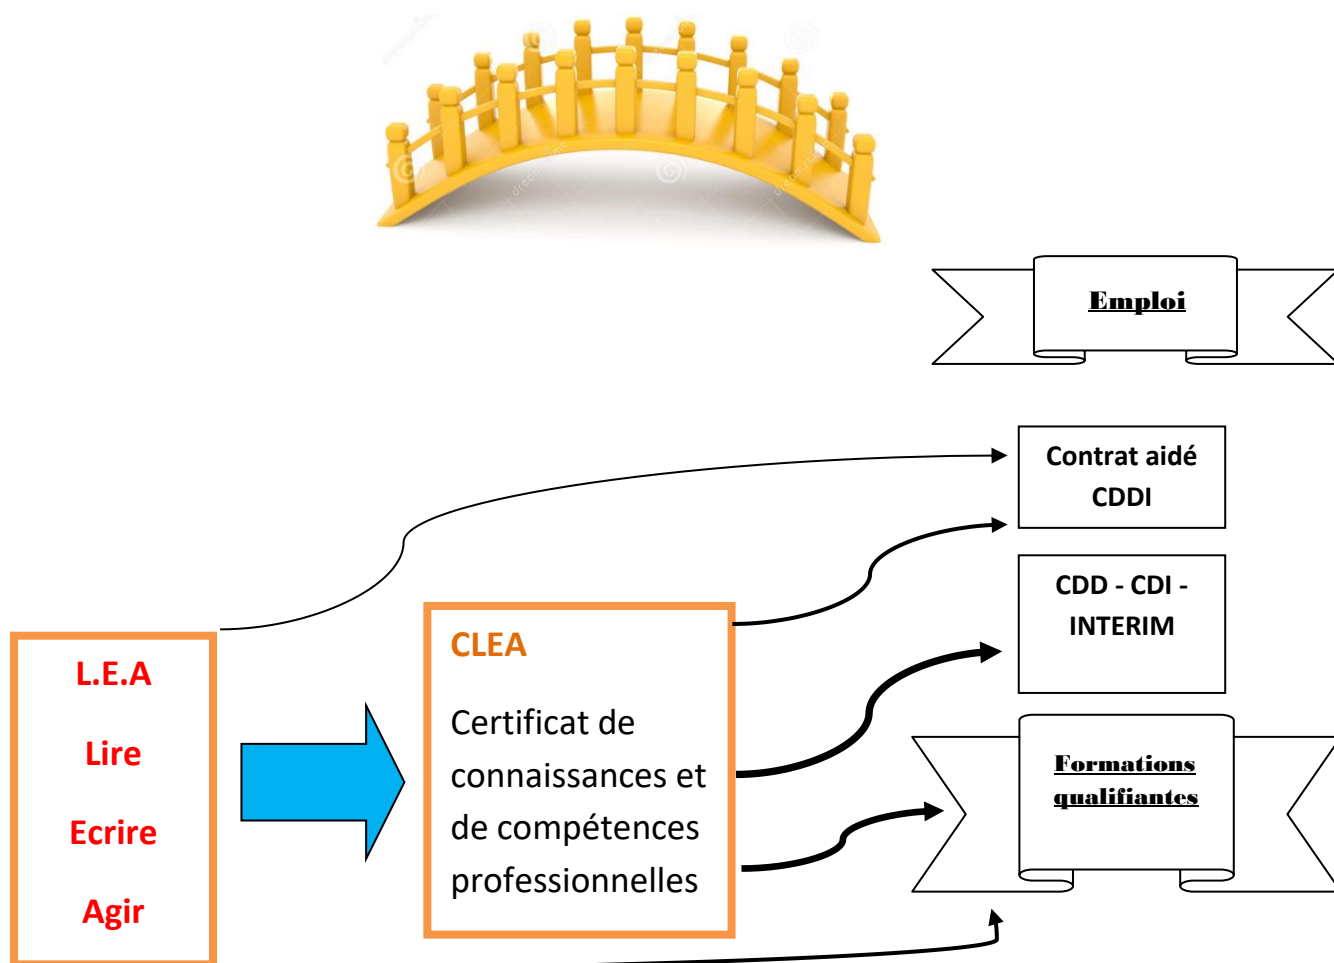 Emploi
Contrat aidé
CDDI
CDD - CDI -
INTERIM
L.E.A
Lire
Ecrire
Agir
CLEA
Certificat de
connaissances et
de compétences
professionnelles
Formations
qualifiantes